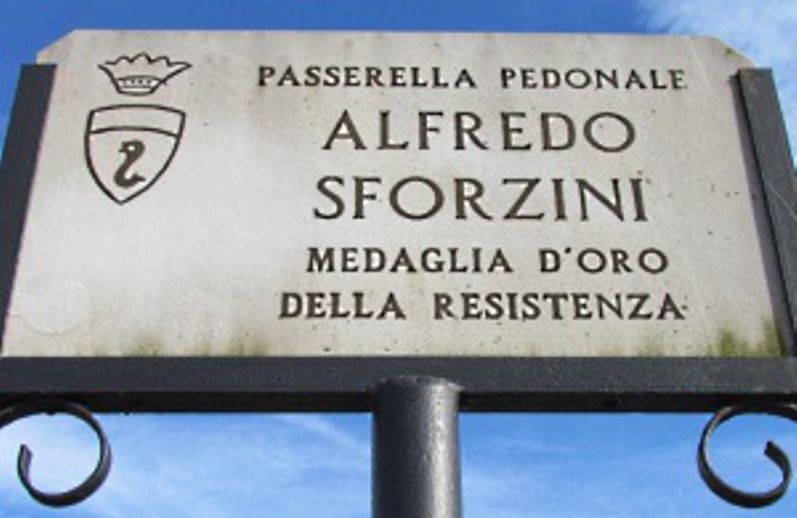 PASSERELLA PEDONALE
ALFREDO
SFORZINI
MEDAGLIA D'ORO
DELLA RESISTENZA